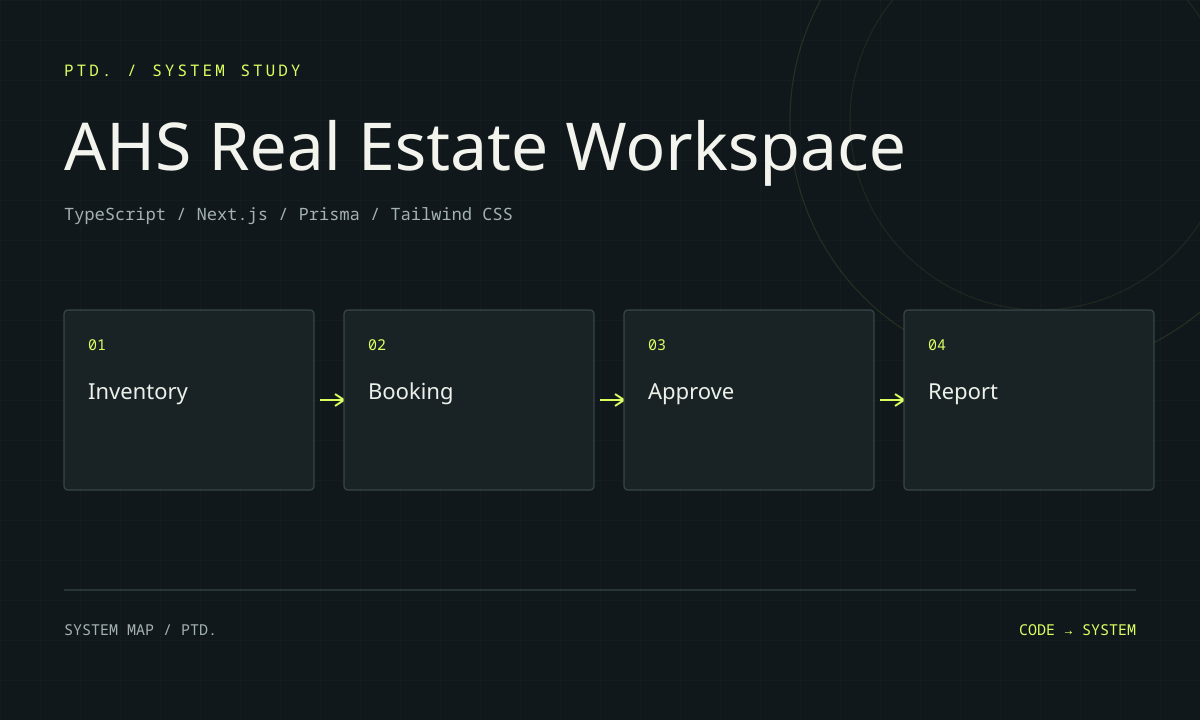 PTD. / SYSTEM STUDY
AHS Real Estate Workspace
TypeScript / Next.js / Prisma / Tailwind CSS
01
Inventory
02
Booking
03
Approve
04
Report
SYSTEM MAP / PTD.
CODE → SYSTEM